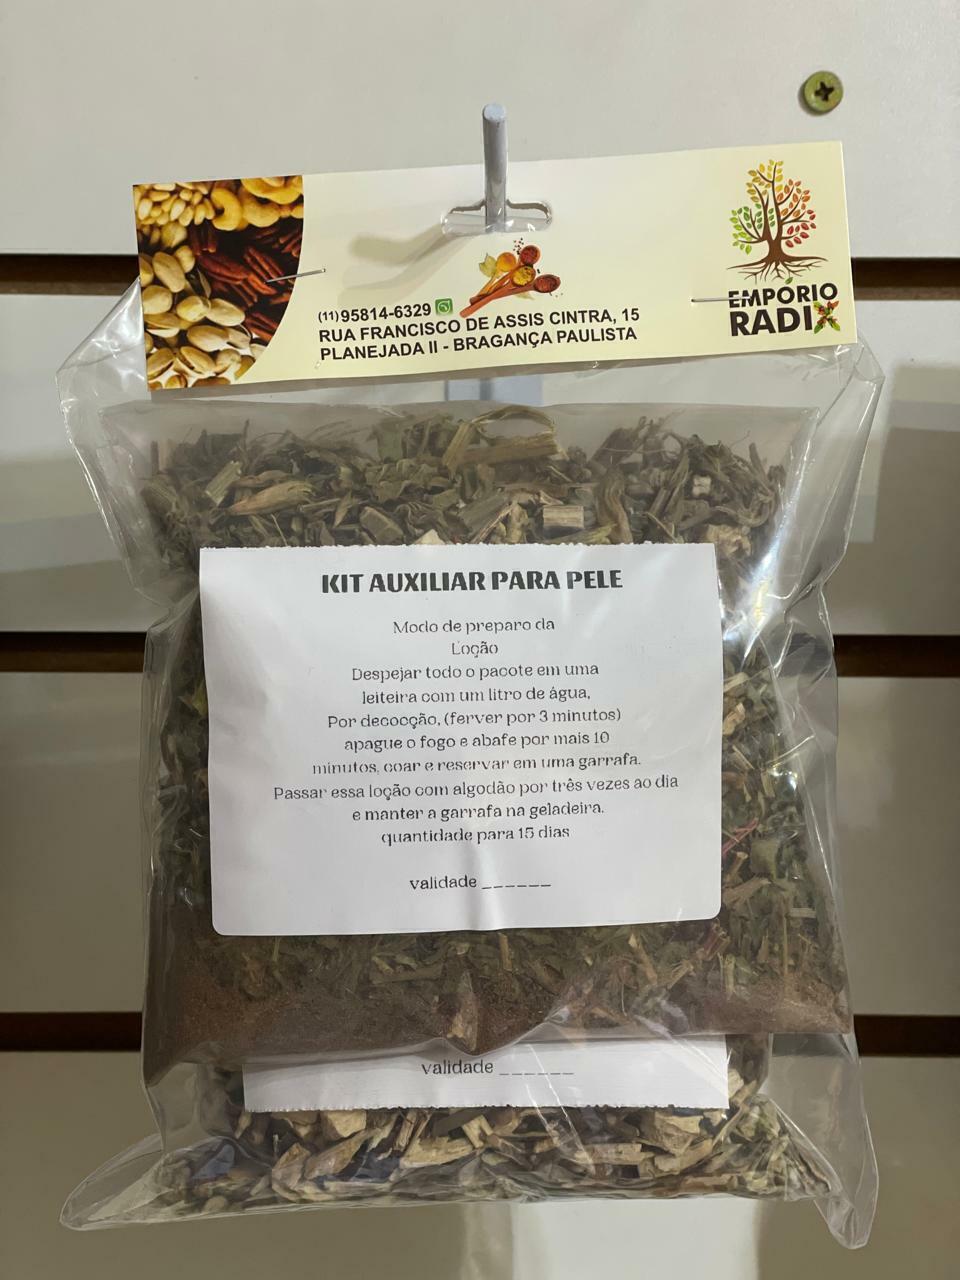 (11)95814-6329
RUA FRANCISCO DE ASSIS CINTRA, 15
PLANEJADA II - BRAGANÇA PAULISTA
EMPORIO
RADIX
KIT AUXILIAR PARA PELE
Modo de preparo da
Loção
Despejar todo o pacote em uma
leiteira com um litro de água,
Por decocção, (ferver por 3 minutos)
apague o fogo e abafe por mais 10
minutos, coar e reservar em uma garrafa.
Passar essa loção com algodão por três vezes ao dia
e manter a garrafa na geladeira.
quantidade para 15 dias
validade ______
validade ______